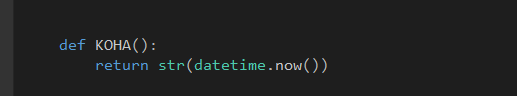 def KOHA():
    return str(datetime.now())